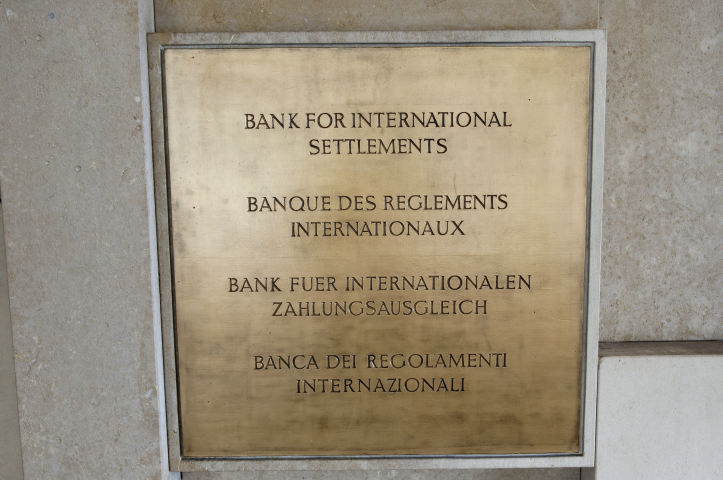 BANK FOR INTERNATIONAL
SETTLEMENTS
BANQUE DES REGLEMENTS
INTERNATIONAUX
BANK FUER INTERNATIONALEN
ZAHLUNGSAUSGLEICH
BANCA DEI REGOLAMENTI
INTERNAZIONALI